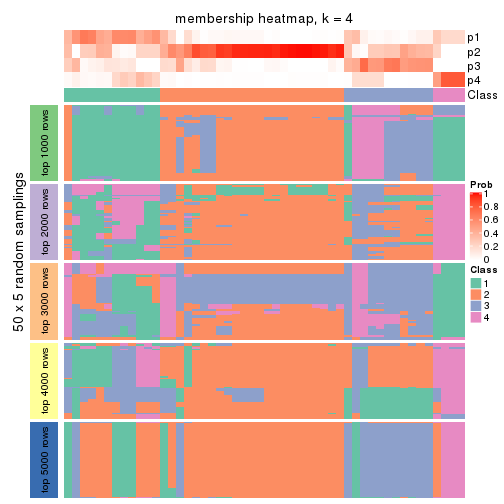 membership heatmap, k = 4
p1
p2
p3
p4
Class
50 x 5 random samplings
top 1000 rows
top 2000 rows
top 3000 rows
top 4000 rows
top 5000 rows
Prob
1
0.8
0.6
0.4
0.2
0
Class
1
2
3
4